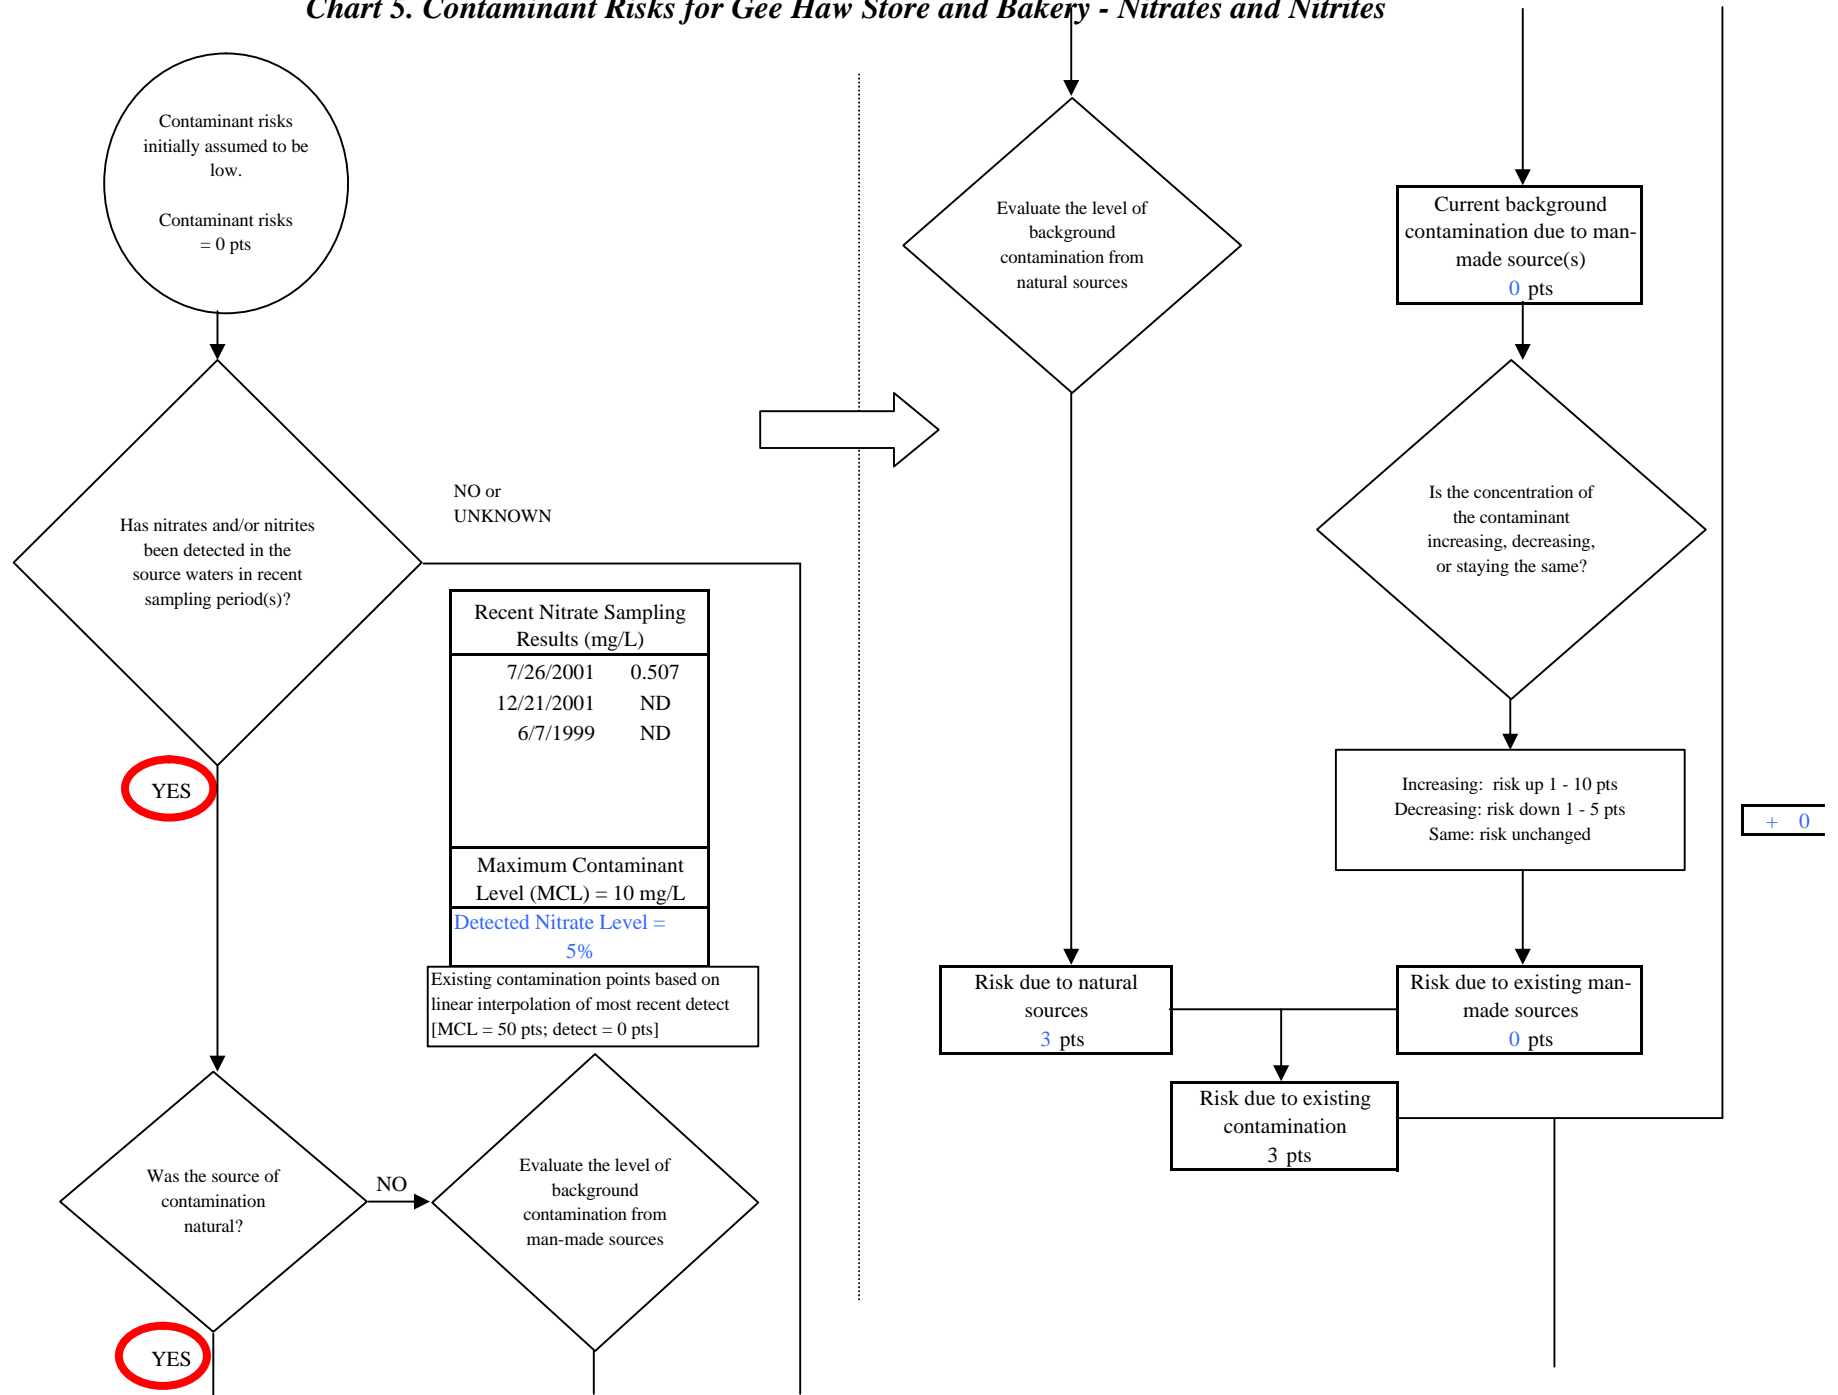 Chart 5. Contaminant Risks for Gee Haw Store and Bakery - Nitrates and Nitrites
Contaminant risks
initially assumed to be
low.
Contaminant risks
= 0 pts
Has nitrates and/or nitrites
been detected in the
source waters in recent
sampling period(s)?
NO or
UNKNOWN
YES
Recent Nitrate Sampling
Results (mg/L)
7/26/2001 0.507
12/21/2001 ND
6/7/1999 ND
Maximum Contaminant
Level (MCL) = 10 mg/L
Detected Nitrate Level =
5%
Existing contamination points based on
linear interpolation of most recent detect
[MCL = 50 pts; detect = 0 pts]
Was the source of
contamination
natural?
NO
YES
Evaluate the level of
background
contamination from
man-made sources
Evaluate the level of
background
contamination from
natural sources
Current background
contamination due to man-
made source(s)
0 pts
Is the concentration of
the contaminant
increasing, decreasing,
or staying the same?
Increasing: risk up 1 - 10 pts
Decreasing: risk down 1 - 5 pts
Same: risk unchanged
+ 0
Risk due to natural
sources
3 pts
Risk due to existing man-
made sources
0 pts
Risk due to existing
contamination
3 pts